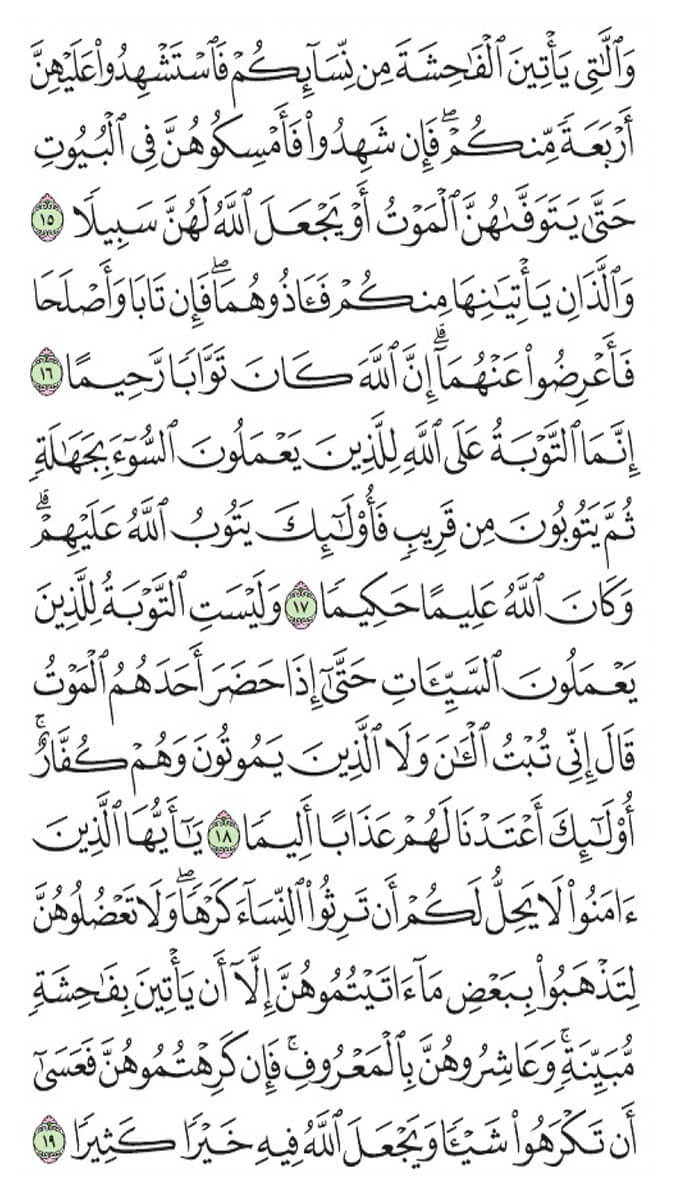 وَٱلَّٰتِي يَأۡتِينَ ٱلۡفَٰحِشَةَ مِن نِّسَآئِكُمۡ فَٱسۡتَشۡهِدُواْ عَلَيۡهِنَّ
أَرۡبَعَةٗ مِّنكُمۡۖ فَإِن شَهِدُواْ فَأَمۡسِكُوهُنَّ فِي ٱلۡبُيُوتِ
حَتَّىٰ يَتَوَفَّىٰهُنَّ ٱلۡمَوۡتُ أَوۡ يَجۡعَلَ ٱللَّهُ لَهُنَّ سَبِيلٗا ١٥
وَٱلَّذَانِ يَأۡتِيَٰنِهَا مِنكُمۡ فَـَٔاذُوهُمَاۖ فَإِن تَابَا وَأَصۡلَحَا
فَأَعۡرِضُواْ عَنۡهُمَآۗ إِنَّ ٱللَّهَ كَانَ تَوَّابٗا رَّحِيمًا ١٦
إِنَّمَا ٱلتَّوۡبَةُ عَلَى ٱللَّهِ لِلَّذِينَ يَعۡمَلُونَ ٱلسُّوٓءَ بِجَهَٰلَةٖ
ثُمَّ يَتُوبُونَ مِن قَرِيبٖ فَأُوْلَٰٓئِكَ يَتُوبُ ٱللَّهُ عَلَيۡهِمۡۗ
وَكَانَ ٱللَّهُ عَلِيمًا حَكِيمٗا ١٧ وَلَيۡسَتِ ٱلتَّوۡبَةُ لِلَّذِينَ
يَعۡمَلُونَ ٱلسَّيِّـَٔاتِ حَتَّىٰٓ إِذَا حَضَرَ أَحَدَهُمُ ٱلۡمَوۡتُ
قَالَ إِنِّي تُبۡتُ ٱلۡـَٰٔنَ وَلَا ٱلَّذِينَ يَمُوتُونَ وَهُمۡ كُفَّارٌۚ
أُوْلَٰٓئِكَ أَعۡتَدۡنَا لَهُمۡ عَذَابًا أَلِيمٗا ١٨ يَٰٓأَيُّهَا ٱلَّذِينَ
ءَامَنُواْ لَا يَحِلُّ لَكُمۡ أَن تَرِثُواْ ٱلنِّسَآءَ كَرۡهٗاۖ وَلَا تَعۡضُلُوهُنَّ
لِتَذۡهَبُواْ بِبَعۡضِ مَآ ءَاتَيۡتُمُوهُنَّ إِلَّآ أَن يَأۡتِينَ بِفَٰحِشَةٖ
مُّبَيِّنَةٖۚ وَعَاشِرُوهُنَّ بِٱلۡمَعۡرُوفِۚ فَإِن كَرِهۡتُمُوهُنَّ فَعَسَىٰٓ
أَن تَكۡرَهُواْ شَيۡـٔٗا وَيَجۡعَلَ ٱللَّهُ فِيهِ خَيۡرٗا كَثِيرٗا ١٩